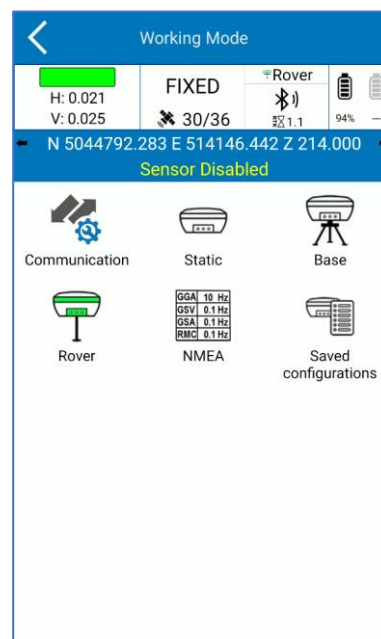 Working Mode
H: 0.021
V: 0.025
FIXED
30/36
Rover
1.1
94%
N 5044792.283 E 514146.442 Z 214.000
Sensor Disabled
Communication
Static
Base
Rover
GGA 10 Hz
GSV 0.1 Hz
GSA 0.1 Hz
RMC 0.1 Hz
NMEA
Saved
configurations